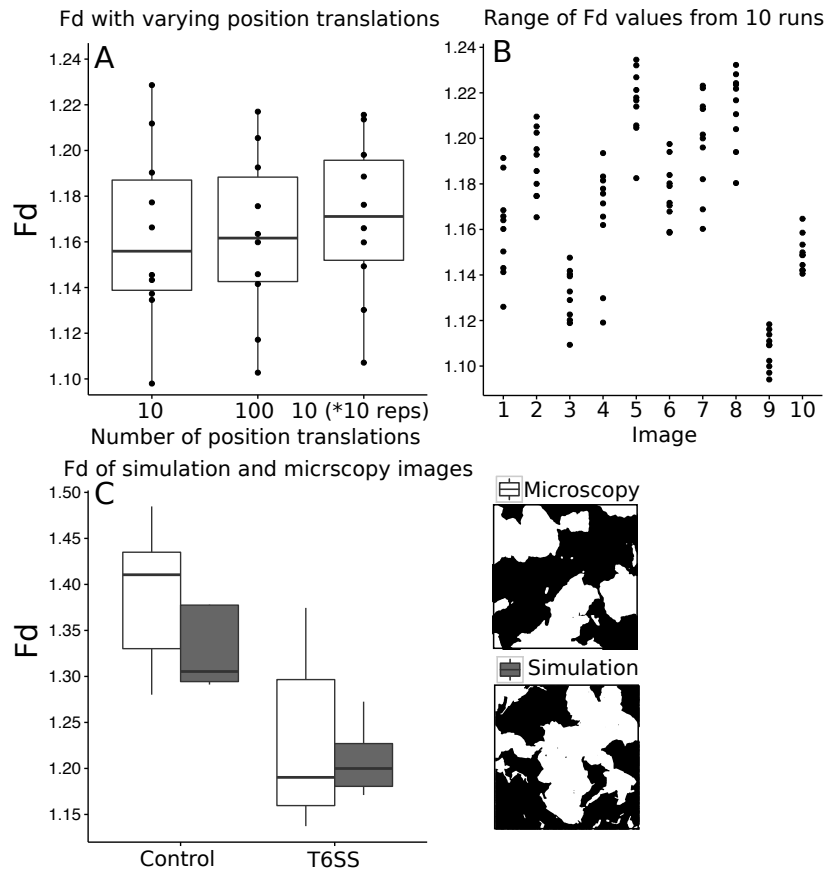 Fd with varying position translations
A
1.24
1.22
1.20
1.18
1.16
1.14
1.12
1.10
Fd
10 100 10 (*10 reps)
Number of position translations
Range of Fd values from 10 runs
B
1.24
1.22
1.20
1.18
1.16
1.14
1.12
1.10
1 2 3 4 5 6 7 8 9 10
Image
Fd of simulation and micrscopy images
C
1.50
1.45
1.40
1.35
1.30
1.25
1.20
1.15
Fd
Control T6SS
Microscopy
Simulation